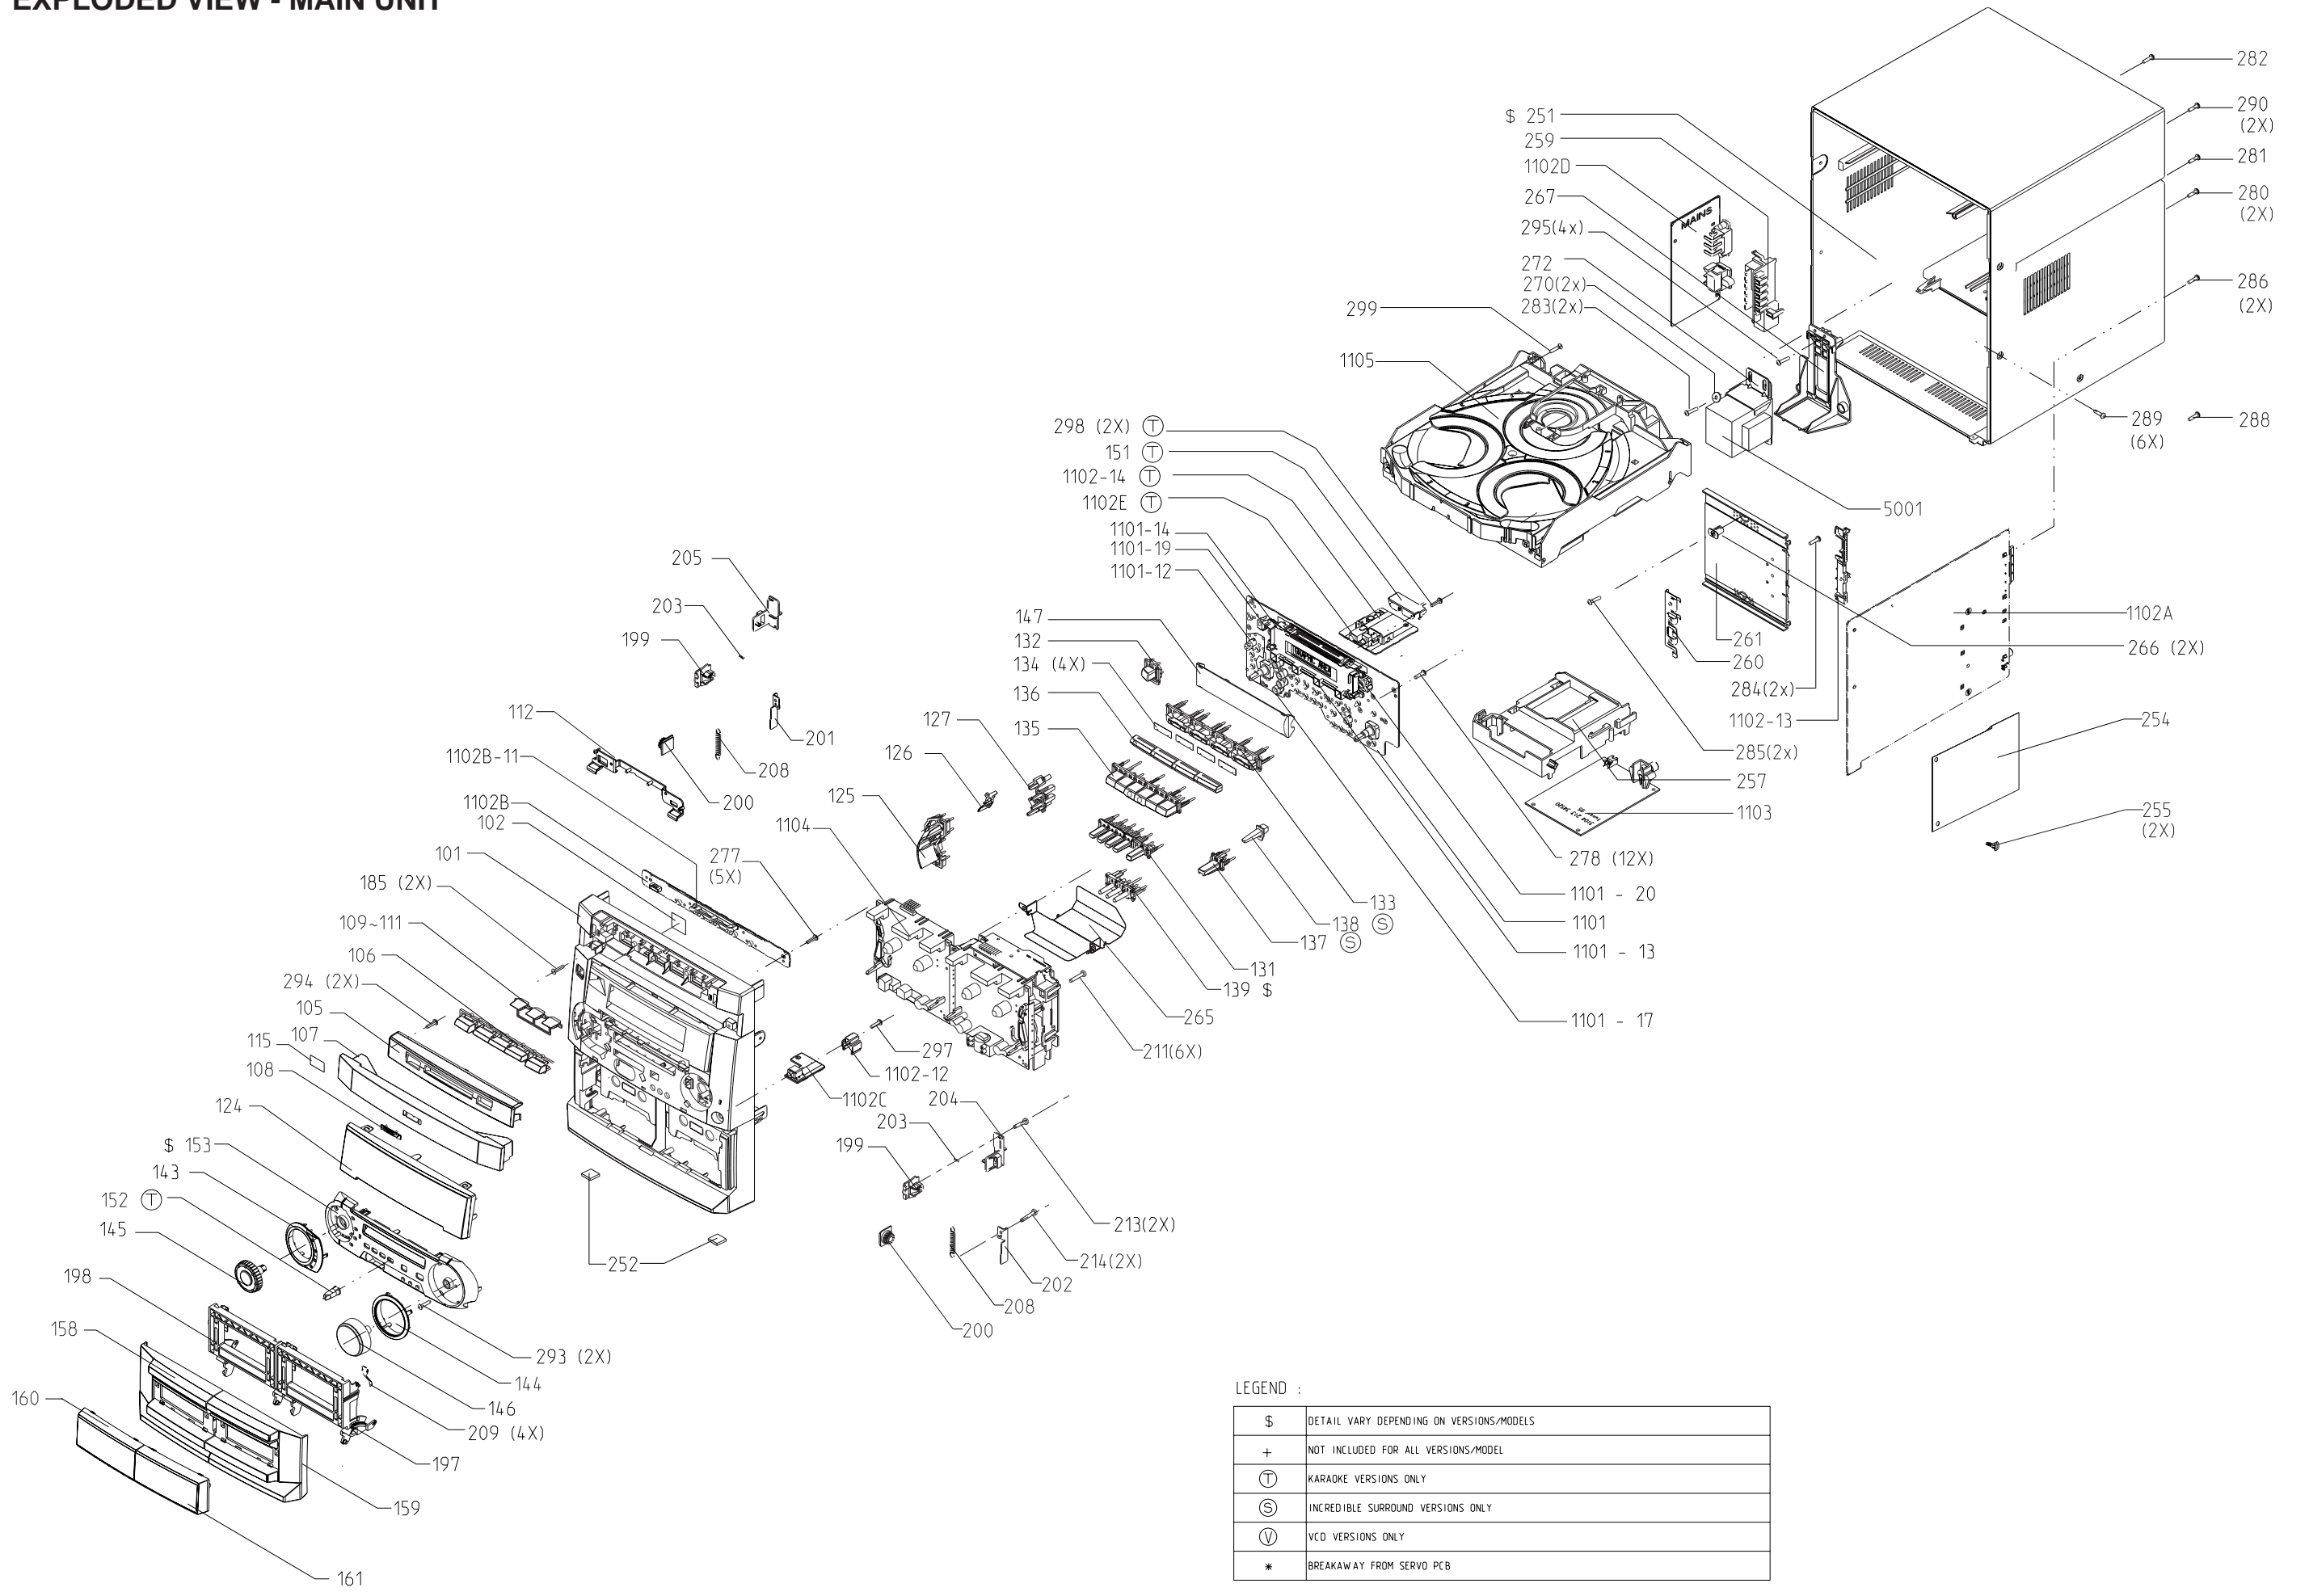 EXPLODED VIEW - MAIN UNIT
282
290
(2X)
281
280
(2X)
286
(2X)
289
(6X)
288
$ 251
259
1102D
267
295(4x)
272
270(2x)
283(2x)
MAINS
299
1105
298 (2X) Ⓣ
151 Ⓣ
1102-14 Ⓣ
1102E Ⓣ
1101-14
1101-19
1101-12
147
132
134 (4X)
136
135
127
126
125
1104
5001
261
260
266 (2X)
284(2x)
1102-13
285(2x)
257
1103
1102A
254
255
(2X)
278 (12X)
1101 - 20
1101
1101 - 13
1101 - 17
133
138 Ⓢ
137 Ⓢ
131
139 $
265
211(6X)
205
203
199
201
208
200
112
1102B-11
1102B
102
101
277
(5X)
185 (2X)
109~111
106
294 (2X)
105
107
115
108
124
$ 153
143
152 Ⓣ
145
198
158
160
297
1102-12
1102C
204
203
199
213(2X)
214(2X)
202
208
200
252
293 (2X)
144
146
209 (4X)
197
159
161
LEGEND :
$ DETAIL VARY DEPENDING ON VERSIONS/MODELS
+ NOT INCLUDED FOR ALL VERSIONS/MODEL
Ⓣ KARAOKE VERSIONS ONLY
Ⓢ INCREDIBLE SURROUND VERSIONS ONLY
Ⓥ VCD VERSIONS ONLY
* BREAKAWAY FROM SERVO PCB